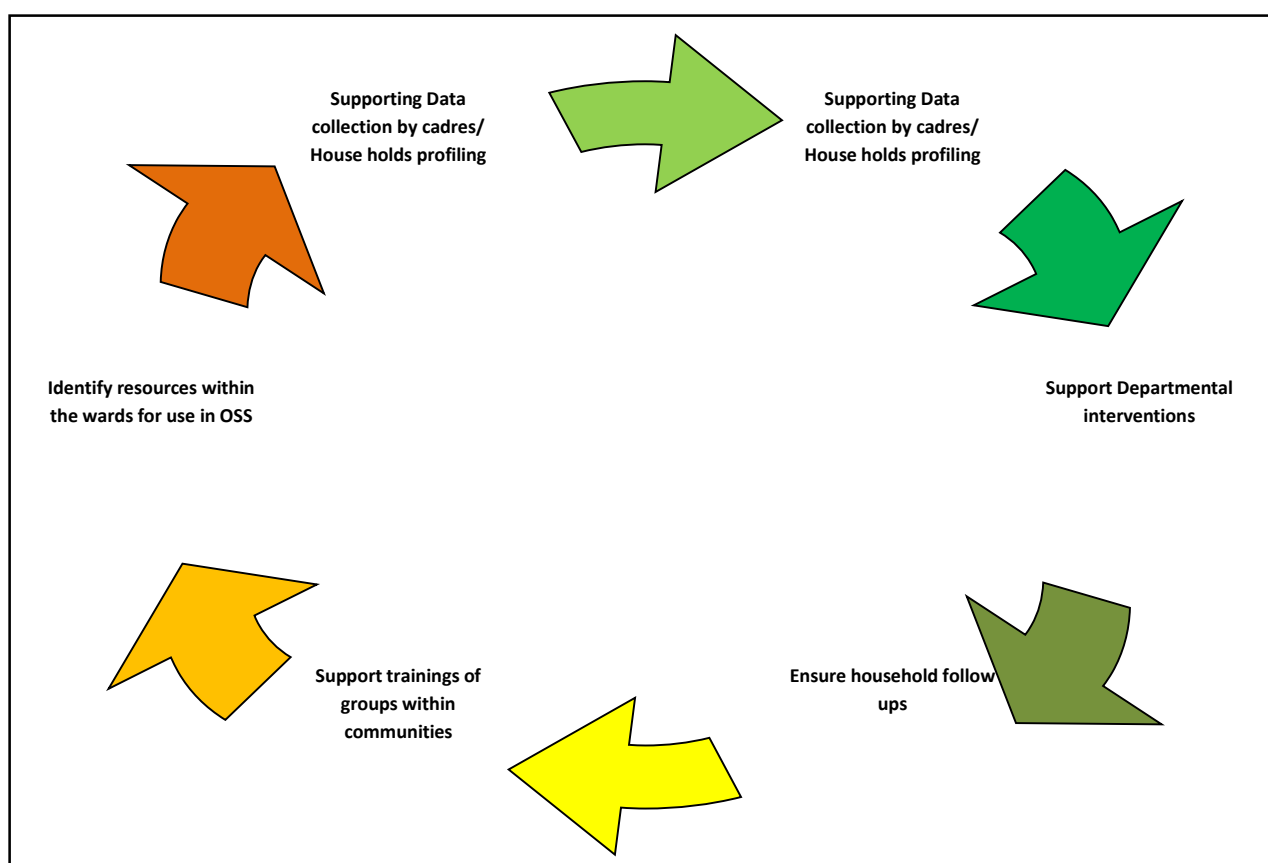 Supporting Data
collection by cadres/
House holds profiling
Supporting Data
collection by cadres/
House holds profiling
Support Departmental
interventions
Ensure household follow
ups
Support trainings of
groups within
communities
Identify resources within
the wards for use in OSS